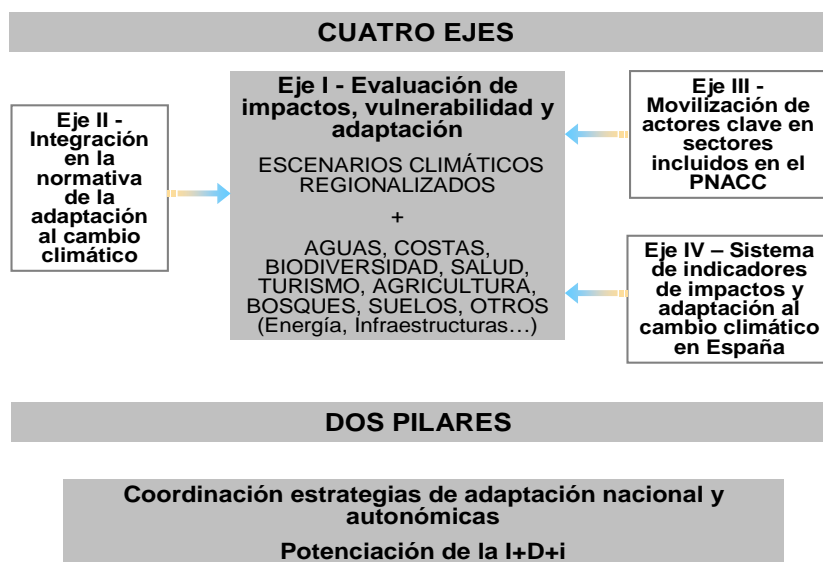 CUATRO EJES
Eje II -
Integración
en la
normativa
de la
adaptación
al cambio
climático
Eje I - Evaluación de
impactos, vulnerabilidad y
adaptación
ESCENARIOS CLIMÁTICOS
REGIONALIZADOS
+
AGUAS, COSTAS,
BIODIVERSIDAD, SALUD,
TURISMO, AGRICULTURA,
BOSQUES, SUELOS, OTROS
(Energía, Infraestructuras…)
Eje III -
Movilización de
actores clave en
sectores
incluidos en el
PNACC
Eje IV – Sistema
de indicadores
de impactos y
adaptación al
cambio climático
en España
DOS PILARES
Coordinación estrategias de adaptación nacional y
autonómicas
Potenciación de la I+D+i